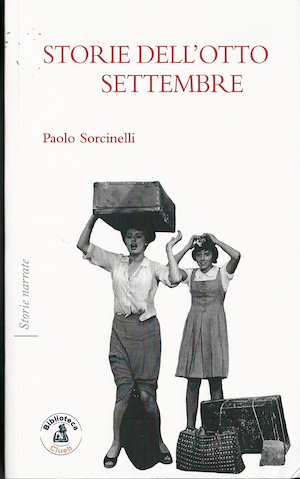 STORIE DELL'OTTO
SETTEMBRE
Paolo Sorcinelli
Storie narrate
Biblioteca
Clueb